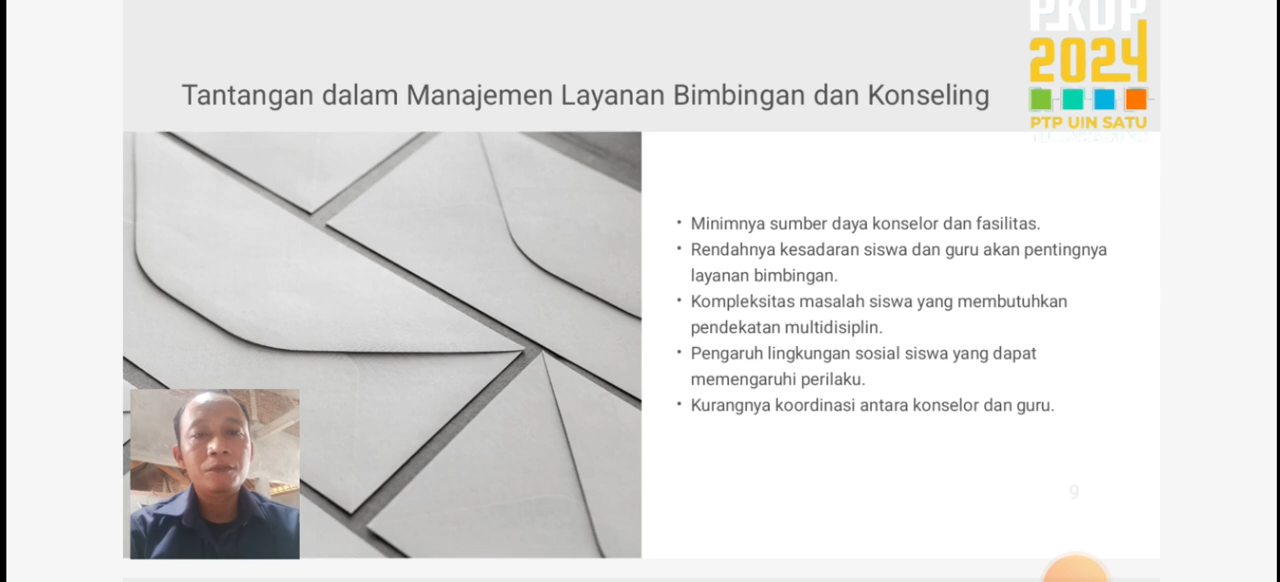 PKDP
2024
PTP UIN SATU
Tantangan dalam Manajemen Layanan Bimbingan dan Konseling
• Minimnya sumber daya konselor dan fasilitas.
• Rendahnya kesadaran siswa dan guru akan pentingnya
layanan bimbingan.
• Kompleksitas masalah siswa yang membutuhkan
pendekatan multidisiplin.
• Pengaruh lingkungan sosial siswa yang dapat
memengaruhi perilaku.
• Kurangnya koordinasi antara konselor dan guru.
9